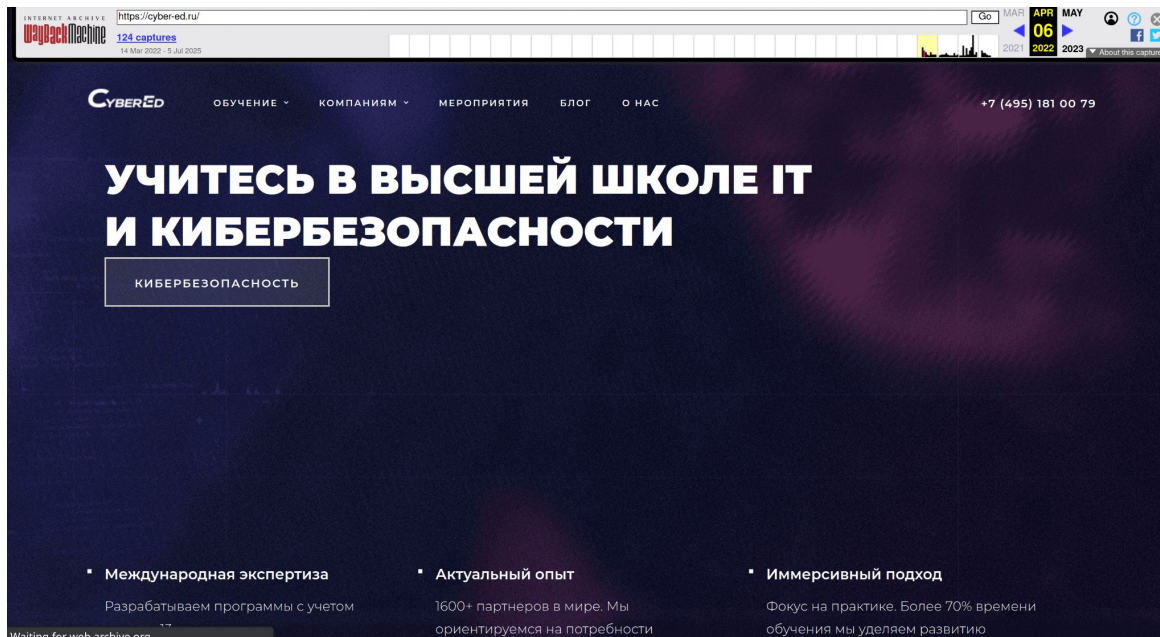 INTERNET ARCHIVE
WayBackMachine
https://cyber-ed.ru/
Go
MAR APR MAY
124 captures
06
14 Mar 2022 - 5 Jul 2025
2021 2022 2023
▼ About this capture
CYBERED
ОБУЧЕНИЕ
КОМПАНИЯМ
МЕРОПРИЯТИЯ
БЛОГ
О НАС
+7 (495) 181 00 79
УЧИТЕСЬ В ВЫСШЕЙ ШКОЛЕ IT
И КИБЕРБЕЗОПАСНОСТИ
КИБЕРБЕЗОПАСНОСТЬ
Международная экспертиза
Разрабатываем программы с учетом
Актуальный опыт
1600+ партнеров в мире. Мы
ориентируемся на потребности
Иммерсивный подход
Фокус на практике. Более 70% времени
обучения мы уделяем развитию
Waiting for web.archive.org